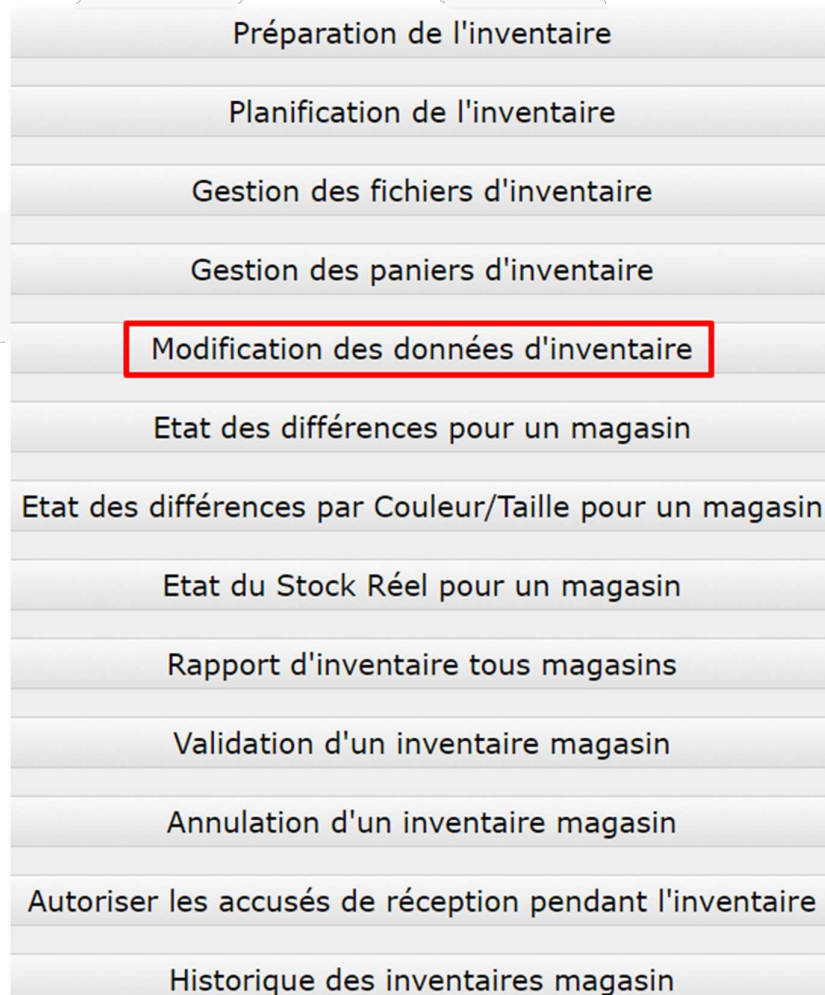 Préparation de l'inventaire
Planification de l'inventaire
Gestion des fichiers d'inventaire
Gestion des paniers d'inventaire
Modification des données d'inventaire
Etat des différences pour un magasin
Etat des différences par Couleur/Taille pour un magasin
Etat du Stock Réel pour un magasin
Rapport d'inventaire tous magasins
Validation d'un inventaire magasin
Annulation d'un inventaire magasin
Autoriser les accusés de réception pendant l'inventaire
Historique des inventaires magasin